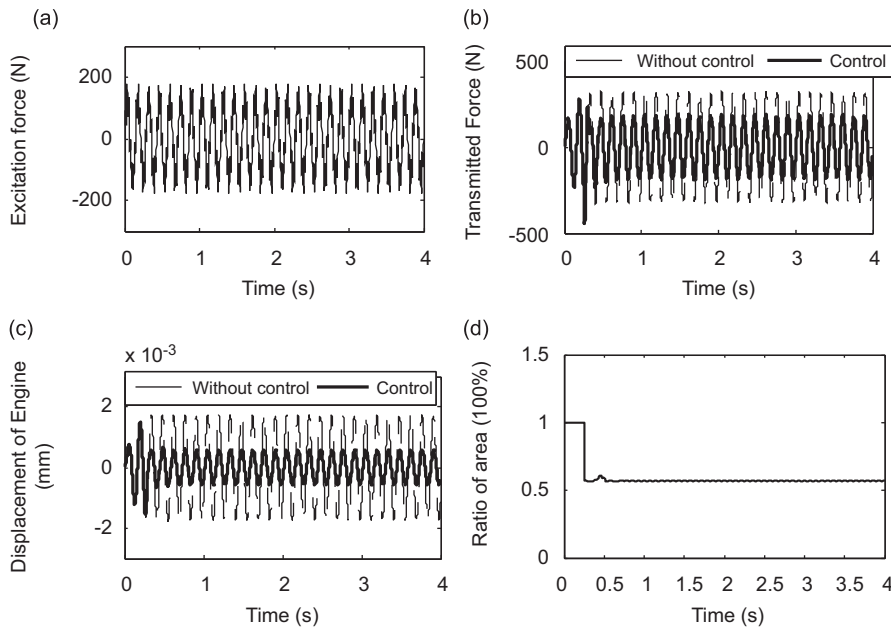 (a)
Excitation force (N)
200
0
-200
0 1 2 3 4
Time (s)
(b)
Transmitted Force (N)
500
0
-500
Without control Control
0 1 2 3 4
Time (s)
(c)
x 10-3
Displacement of Engine
(mm)
2
0
-2
Without control Control
0 1 2 3 4
Time (s)
(d)
Ratio of area (100%)
1.5
1
0.5
0
0 0.5 1 1.5 2 2.5 3 3.5 4
Time (s)